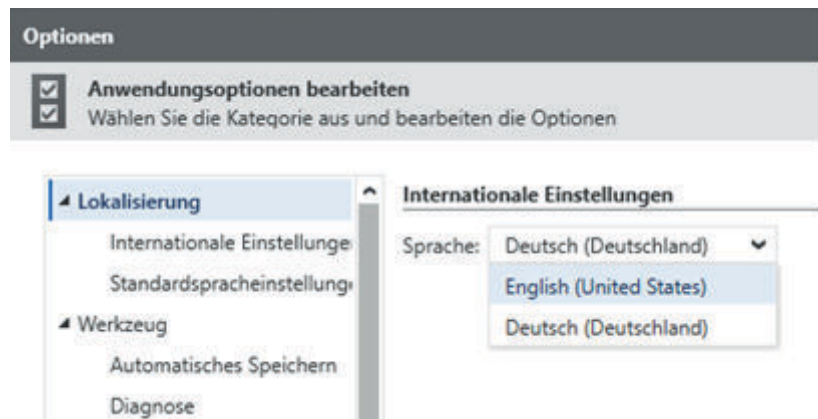 Optionen
Anwendungsoptionen bearbeiten
Wählen Sie die Kategorie aus und bearbeiten die Optionen
Lokalisierung
Internationale Einstellunge
Standardspracheinstellung
Werkzeug
Automatisches Speichern
Diagnose
Internationale Einstellungen
Sprache: Deutsch (Deutschland)
English (United States)
Deutsch (Deutschland)